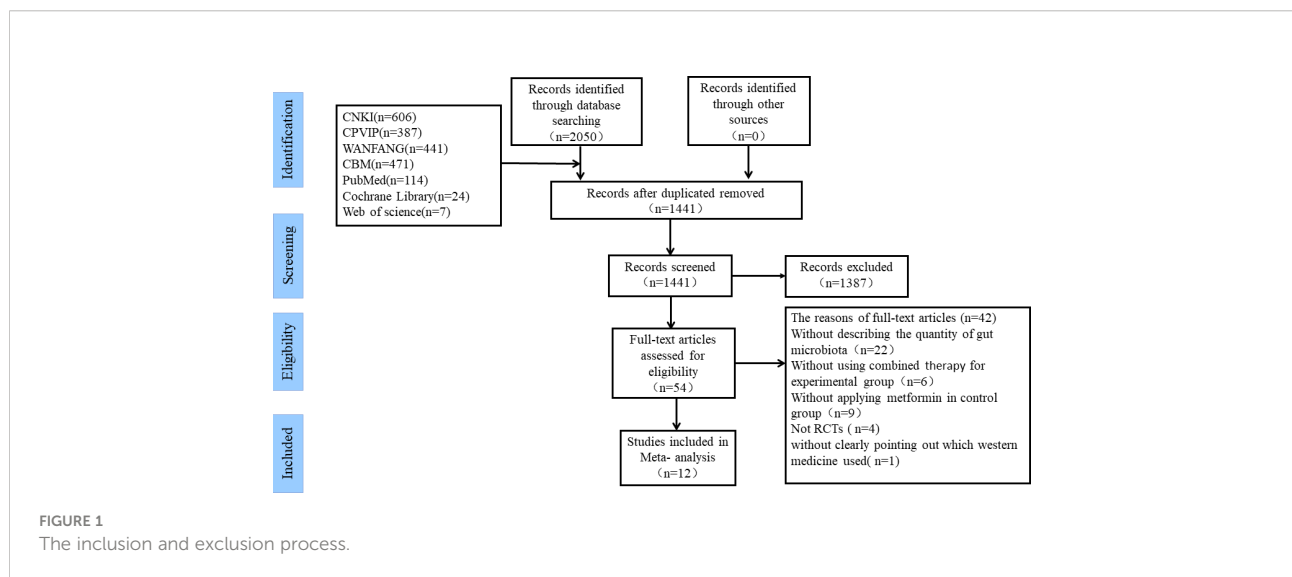 Identification
CNKI(n=606)
CPVIP(n=387)
WANFANG(n=441)
CBM(n=471)
PubMed(n=114)
Cochrane Library(n=24)
Web of science(n=7)
Records identified
through database
searching
(n=2050)
Records identified
through other
sources
(n=0)
Records after duplicated removed
(n=1441)
Screening
Records screened
(n=1441)
Records excluded
(n=1387)
Eligibility
Full-text articles
assessed for
eligibility
(n=54)
The reasons of full-text articles (n=42)
Without describing the quantity of gut
microbiota (n=22)
Without using combined therapy for
experimental group (n=6)
Without applying metformin in control
group (n=9)
Not RCTs ( n=4)
without clearly pointing out which western
medicine used( n=1)
Included
Studies included in
Meta- analysis
(n=12)
FIGURE 1
The inclusion and exclusion process.